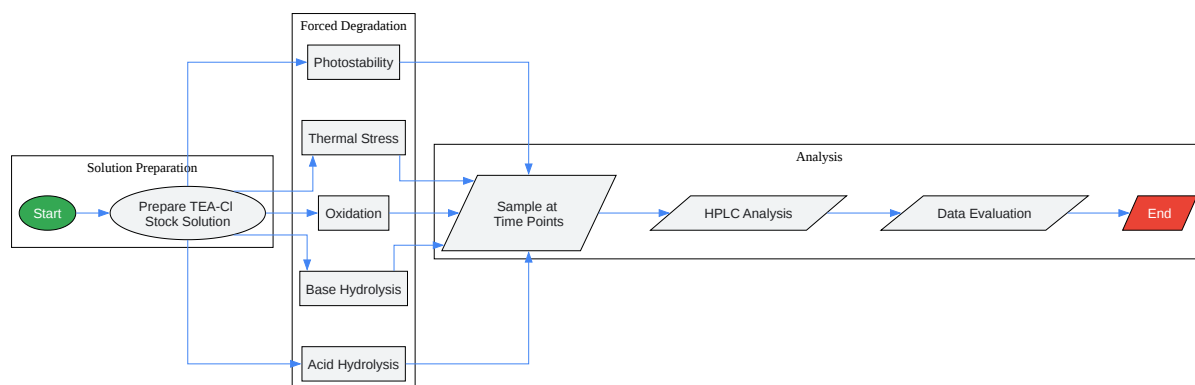 Forced Degradation
Photostability
Thermal Stress
Solution Preparation
Analysis
Start
Prepare TEA-Cl
Stock Solution
Oxidation
Sample at
Time Points
HPLC Analysis
Data Evaluation
End
Base Hydrolysis
Acid Hydrolysis